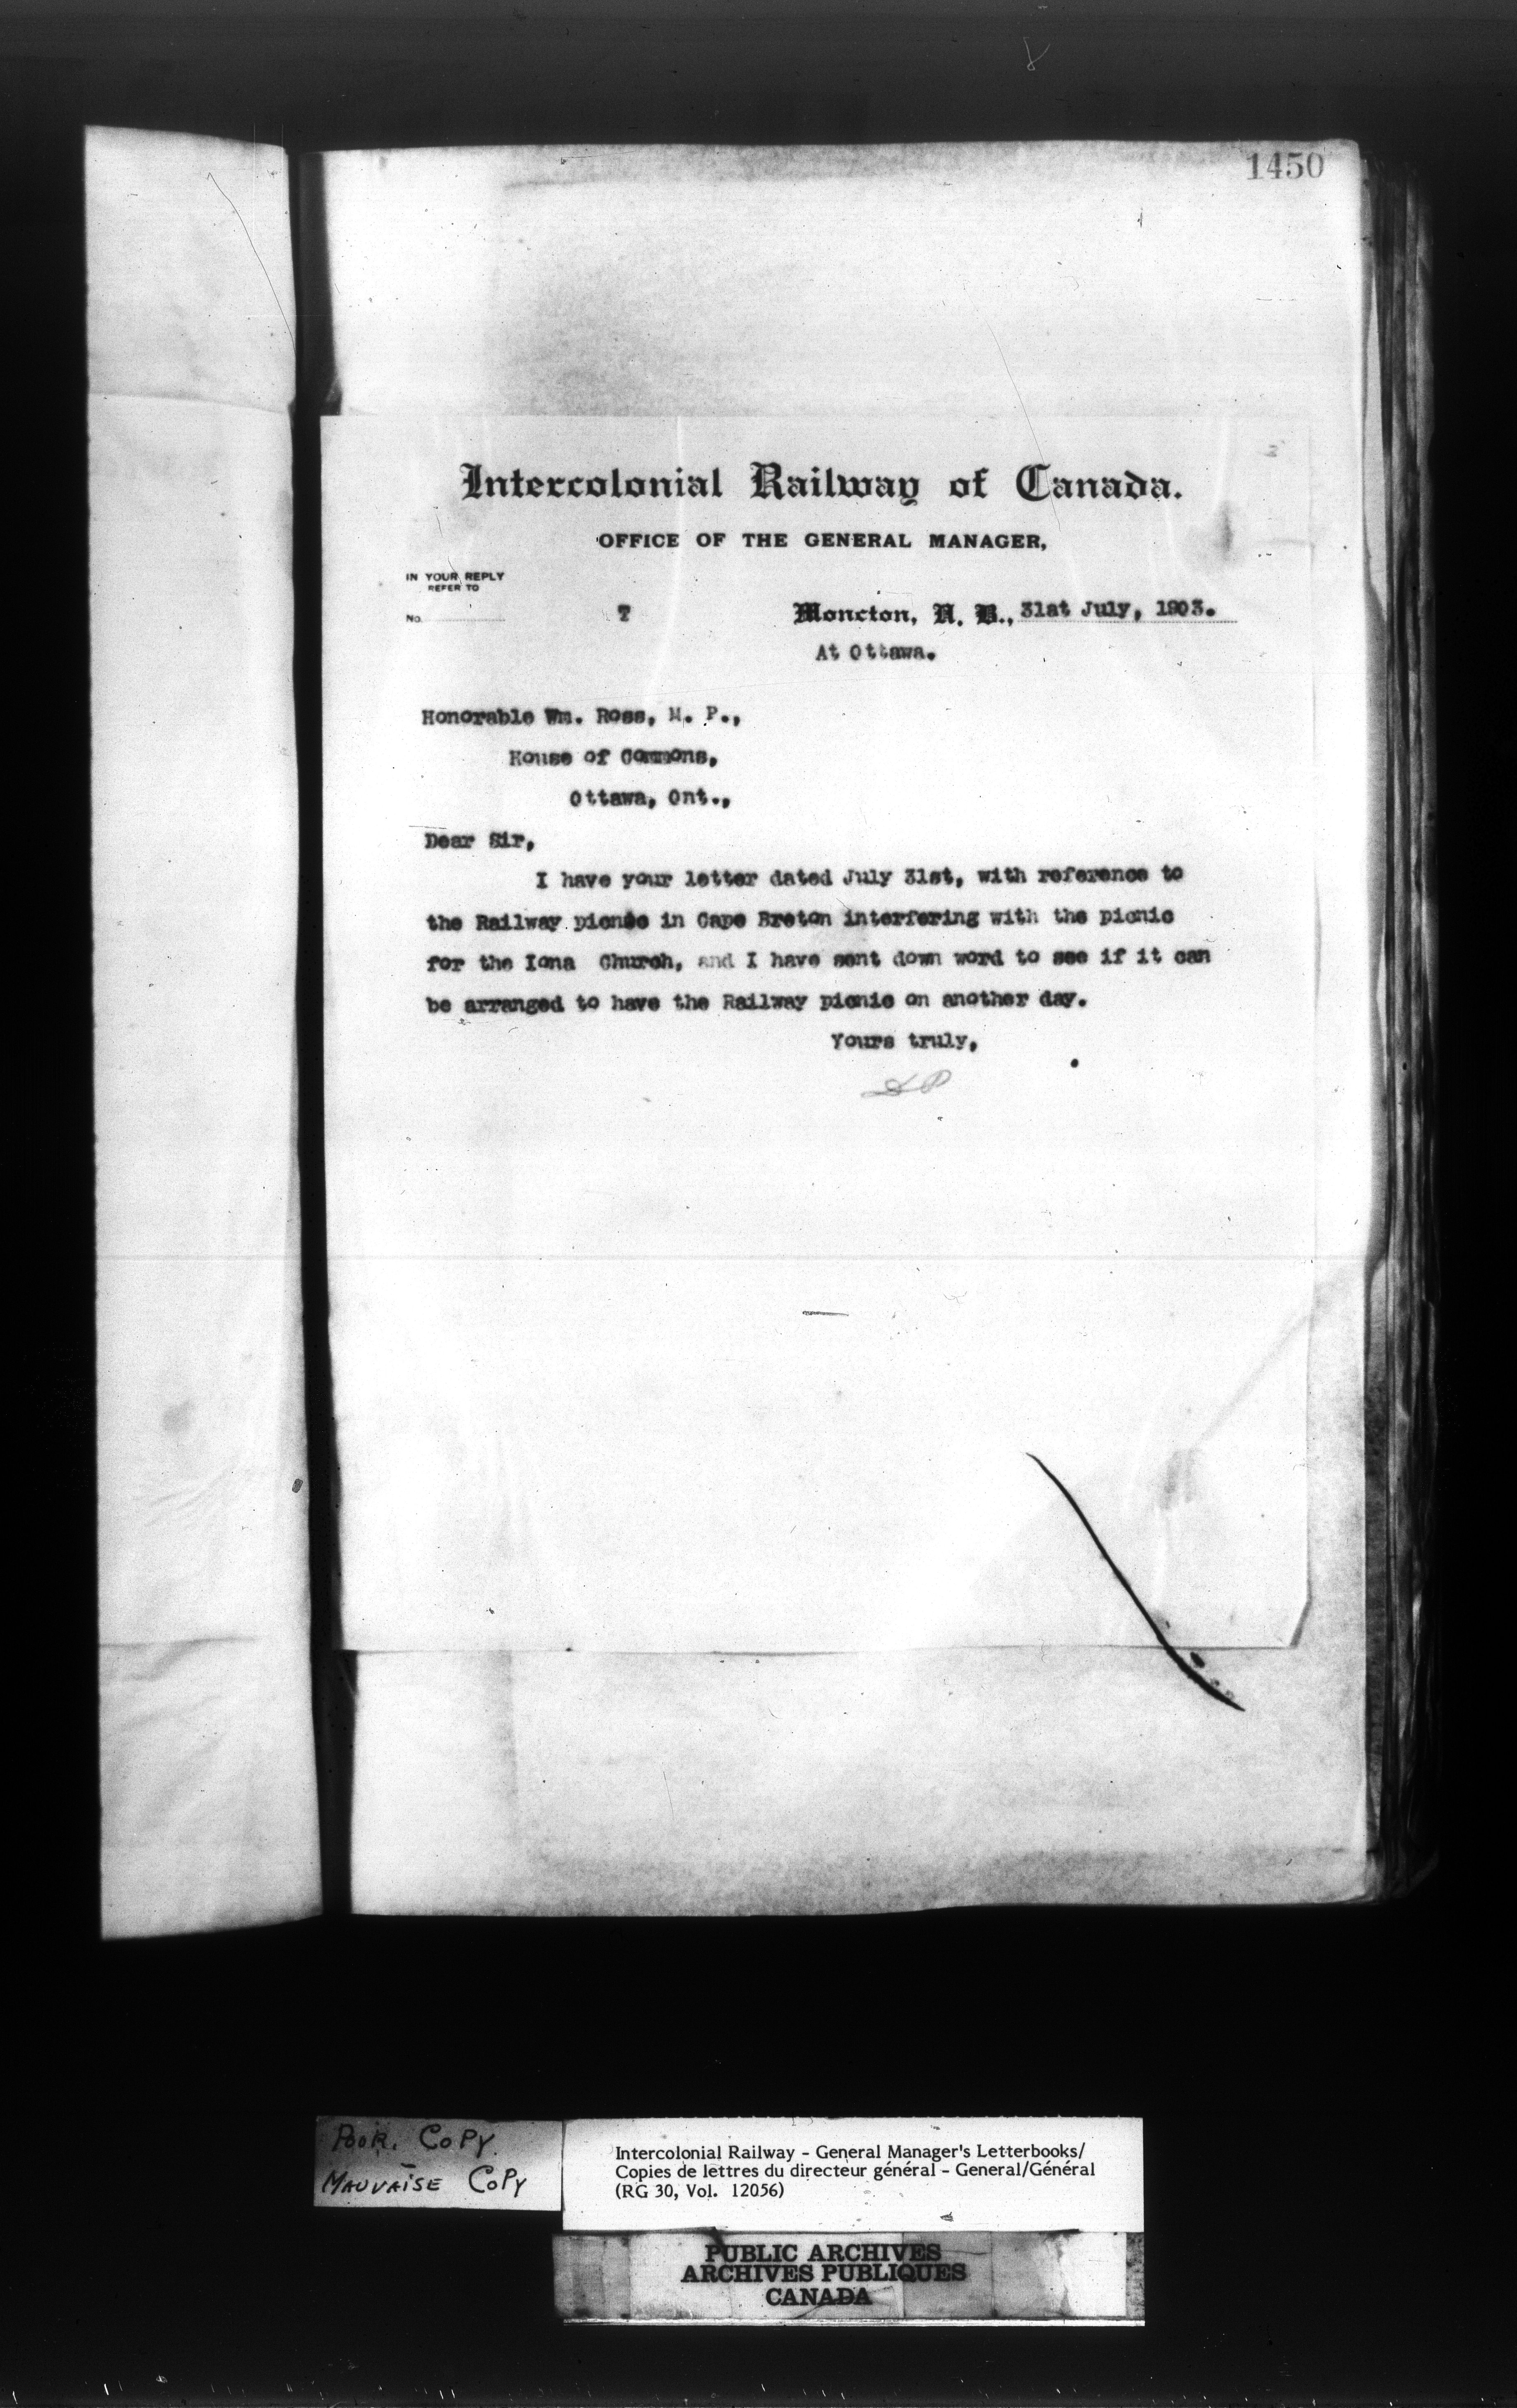 1450
Intercolonial Railway of Canada.
OFFICE OF THE GENERAL MANAGER,
IN YOUR REPLY
REFER TO
No.
T
Moncton, N. B., 31st July, 1903.
At Ottawa.
Honorable Wm. Ross, M. P.,
House of Commons,
Ottawa, Ont.,
Dear Sir,
I have your letter dated July 31st, with reference to
the Railway picnic in Cape Breton interfering with the picnic
for the Iona Church, and I have sent down word to see if it can
be arranged to have the Railway picnic on another day.
Yours truly,
POOR. COPY.
MAUVAISE COPY
Intercolonial Railway - General Manager's Letterbooks/
Copies de lettres du directeur général - General/Général
(RG 30, Vol. 12056)
PUBLIC ARCHIVES
ARCHIVES PUBLIQUES
CANADA